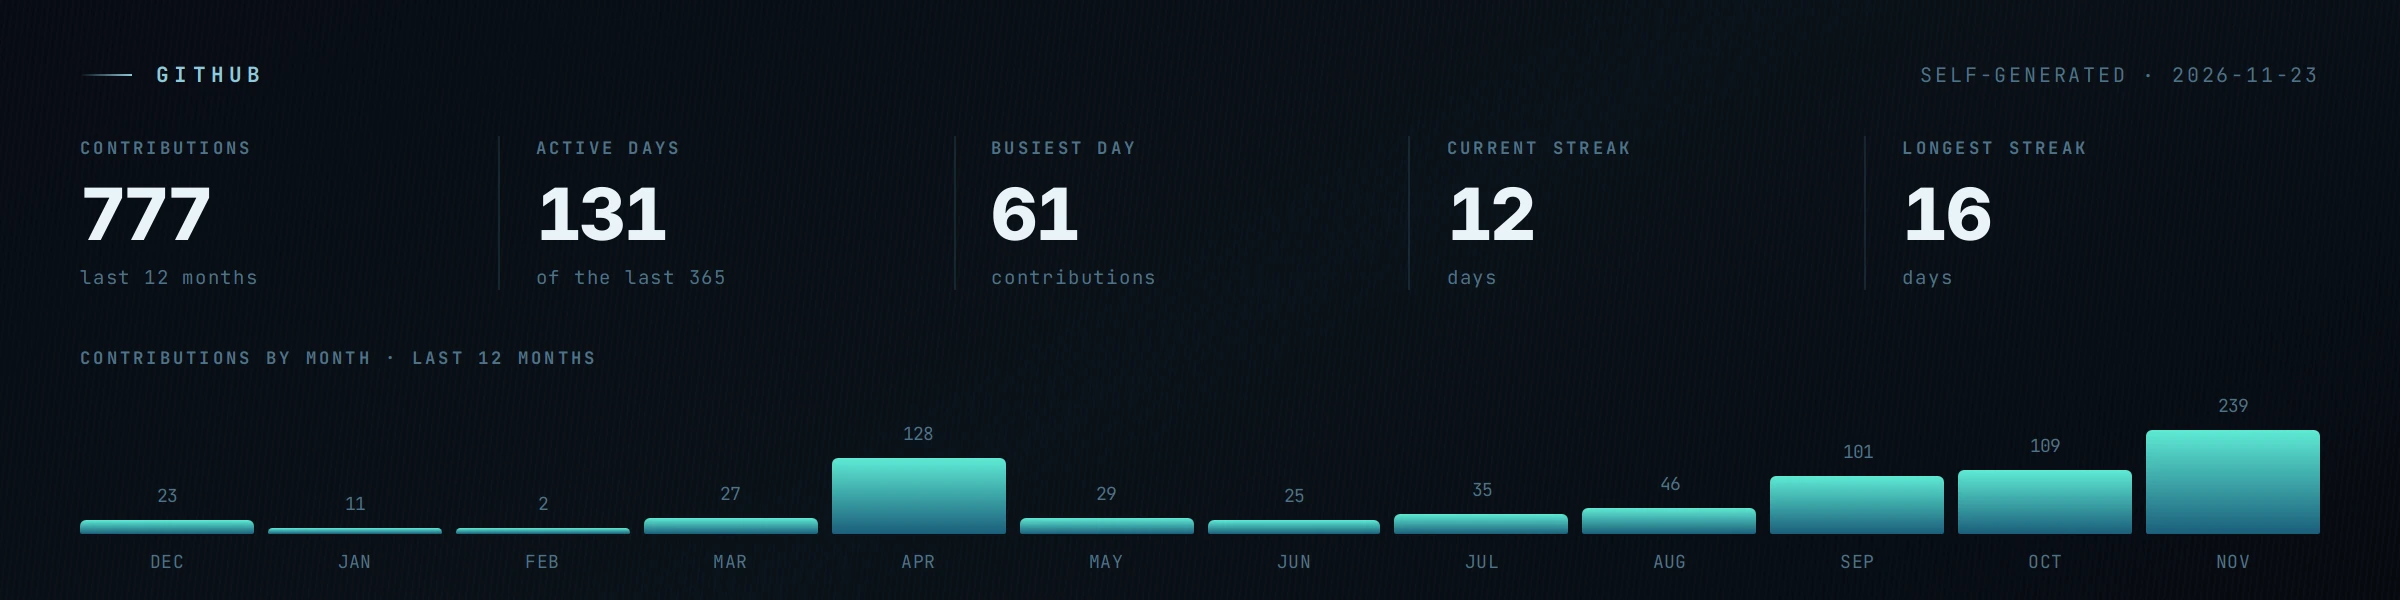 GITHUB
SELF-GENERATED · 2026-11-23
CONTRIBUTIONS
777
last 12 months
ACTIVE DAYS
131
of the last 365
BUSIEST DAY
61
contributions
CURRENT STREAK
12
days
LONGEST STREAK
16
days
CONTRIBUTIONS BY MONTH · LAST 12 MONTHS
23 11 2 27 128 29 25 35 46 101 109 239
DEC JAN FEB MAR APR MAY JUN JUL AUG SEP OCT NOV